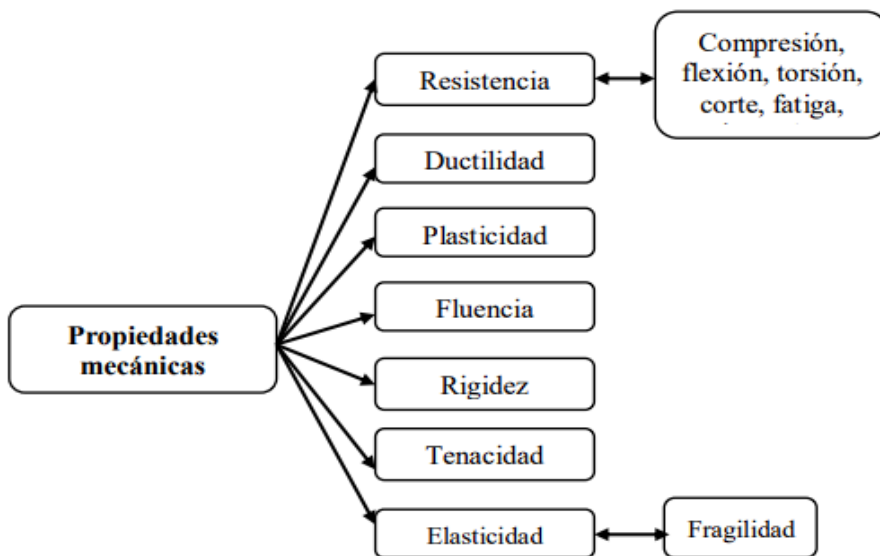 Compresión,
flexión, torsión,
corte, fatiga,
Resistencia
Ductilidad
Plasticidad
Fluencia
Propiedades
mecánicas
Rigidez
Tenacidad
Elasticidad
Fragilidad